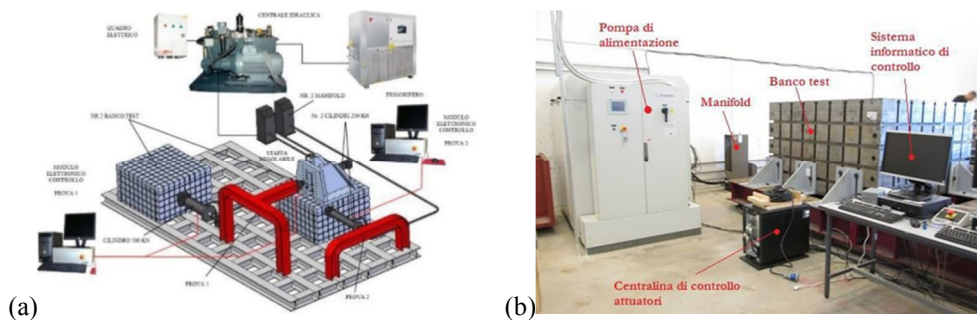 QUADRO
ELETTRICO
CENTRALE IDRAULICA
FRIGORIFERO
NR. 2 MANIFOLD
Nr. 2 CILINDRI 250 KN
NR 2 BANCO TEST
STAFFA
REGOLABILE
MODULO
ELETTRONICO
CONTROLLO
PROVA 2
MODULO
ELETTRONICO
CONTROLLO
PROVA 1
CILINDRO 500 KN
PROVA 1
PROVA 2
(a)
Pompa di
alimentazione
Sistema
informatico di
controllo
Banco test
Manifold
Centralina di controllo
attuatori
(b)